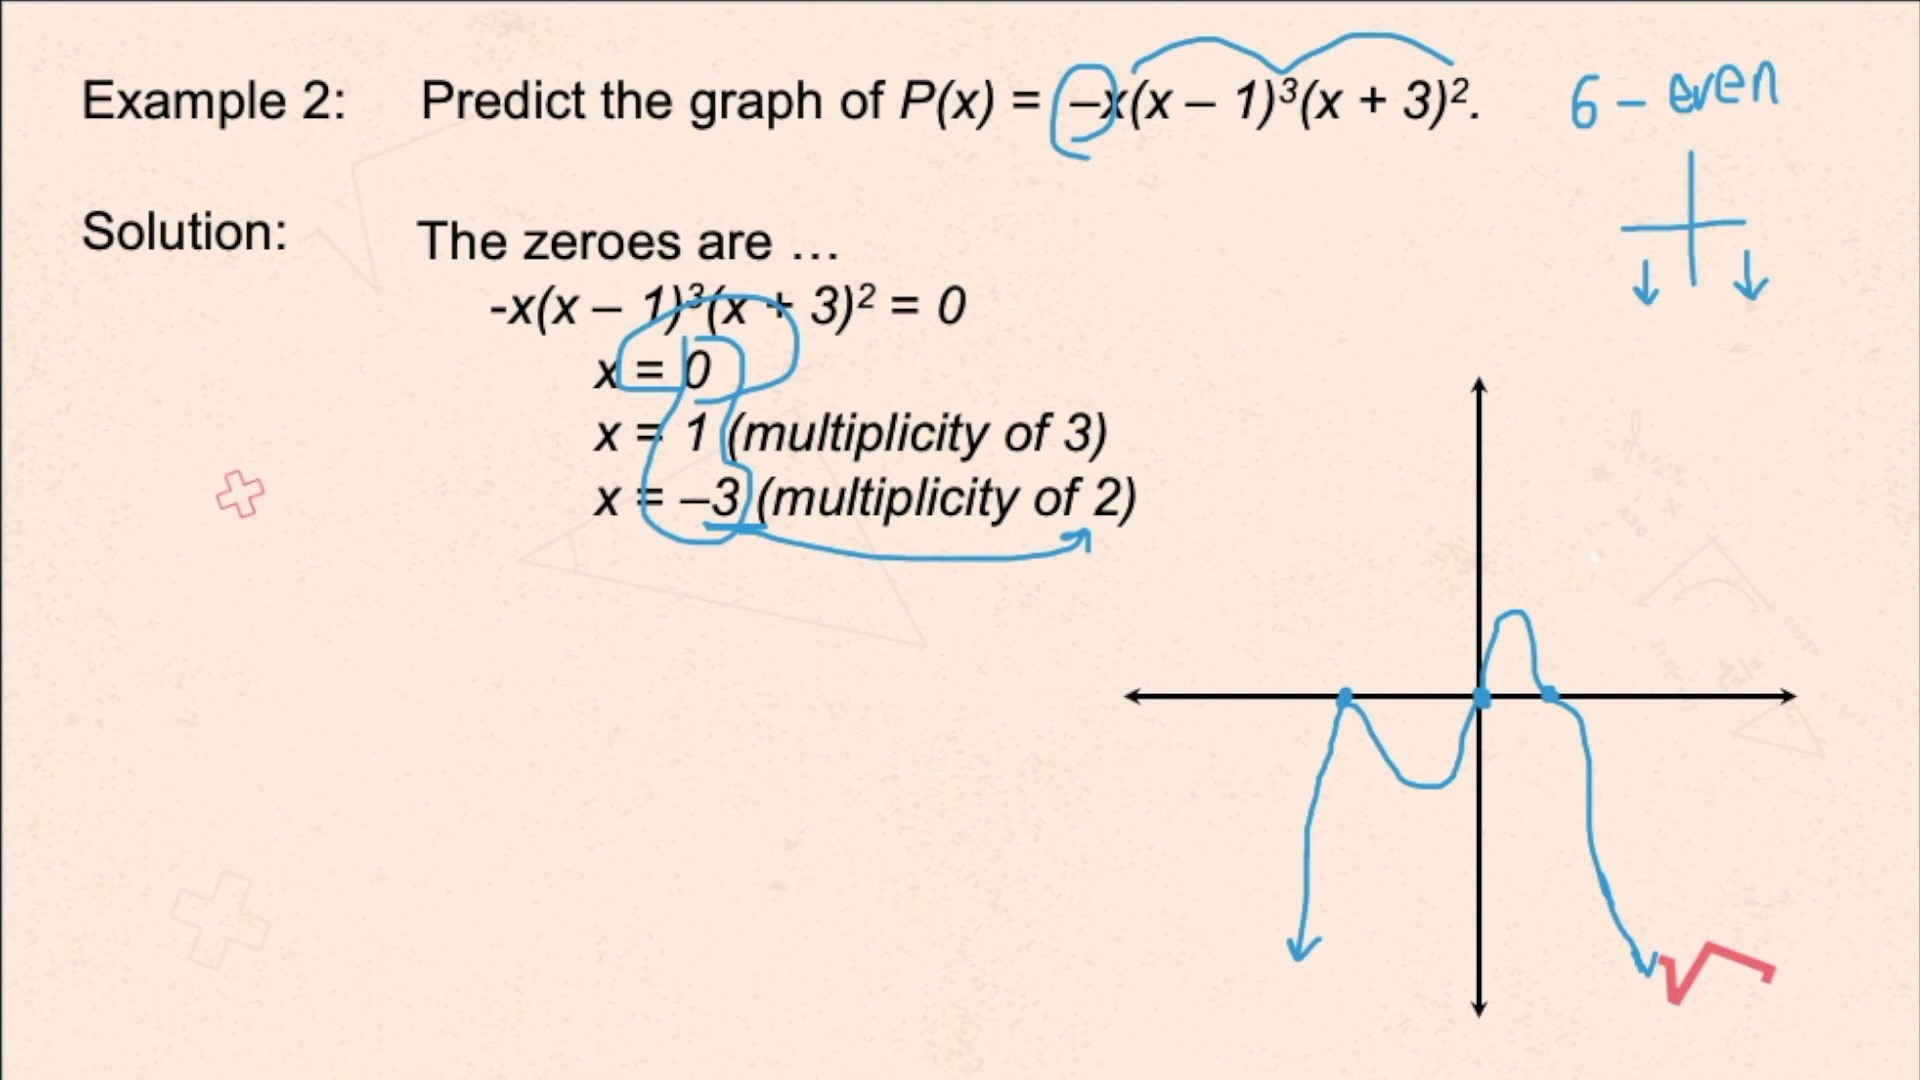 Example 2: Predict the graph of P(x) = –x(x – 1)³(x + 3)². 6 – even
Solution: The zeroes are …
-x(x – 1)³(x + 3)² = 0
x = 0
x = 1 (multiplicity of 3)
x = –3 (multiplicity of 2)